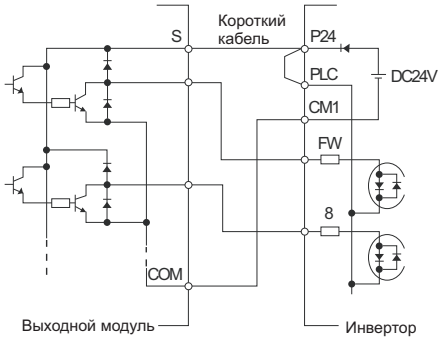 Короткий
кабель
S
P24
PLC
DC24V
CM1
FW
8
COM
Выходной модуль
Инвертор